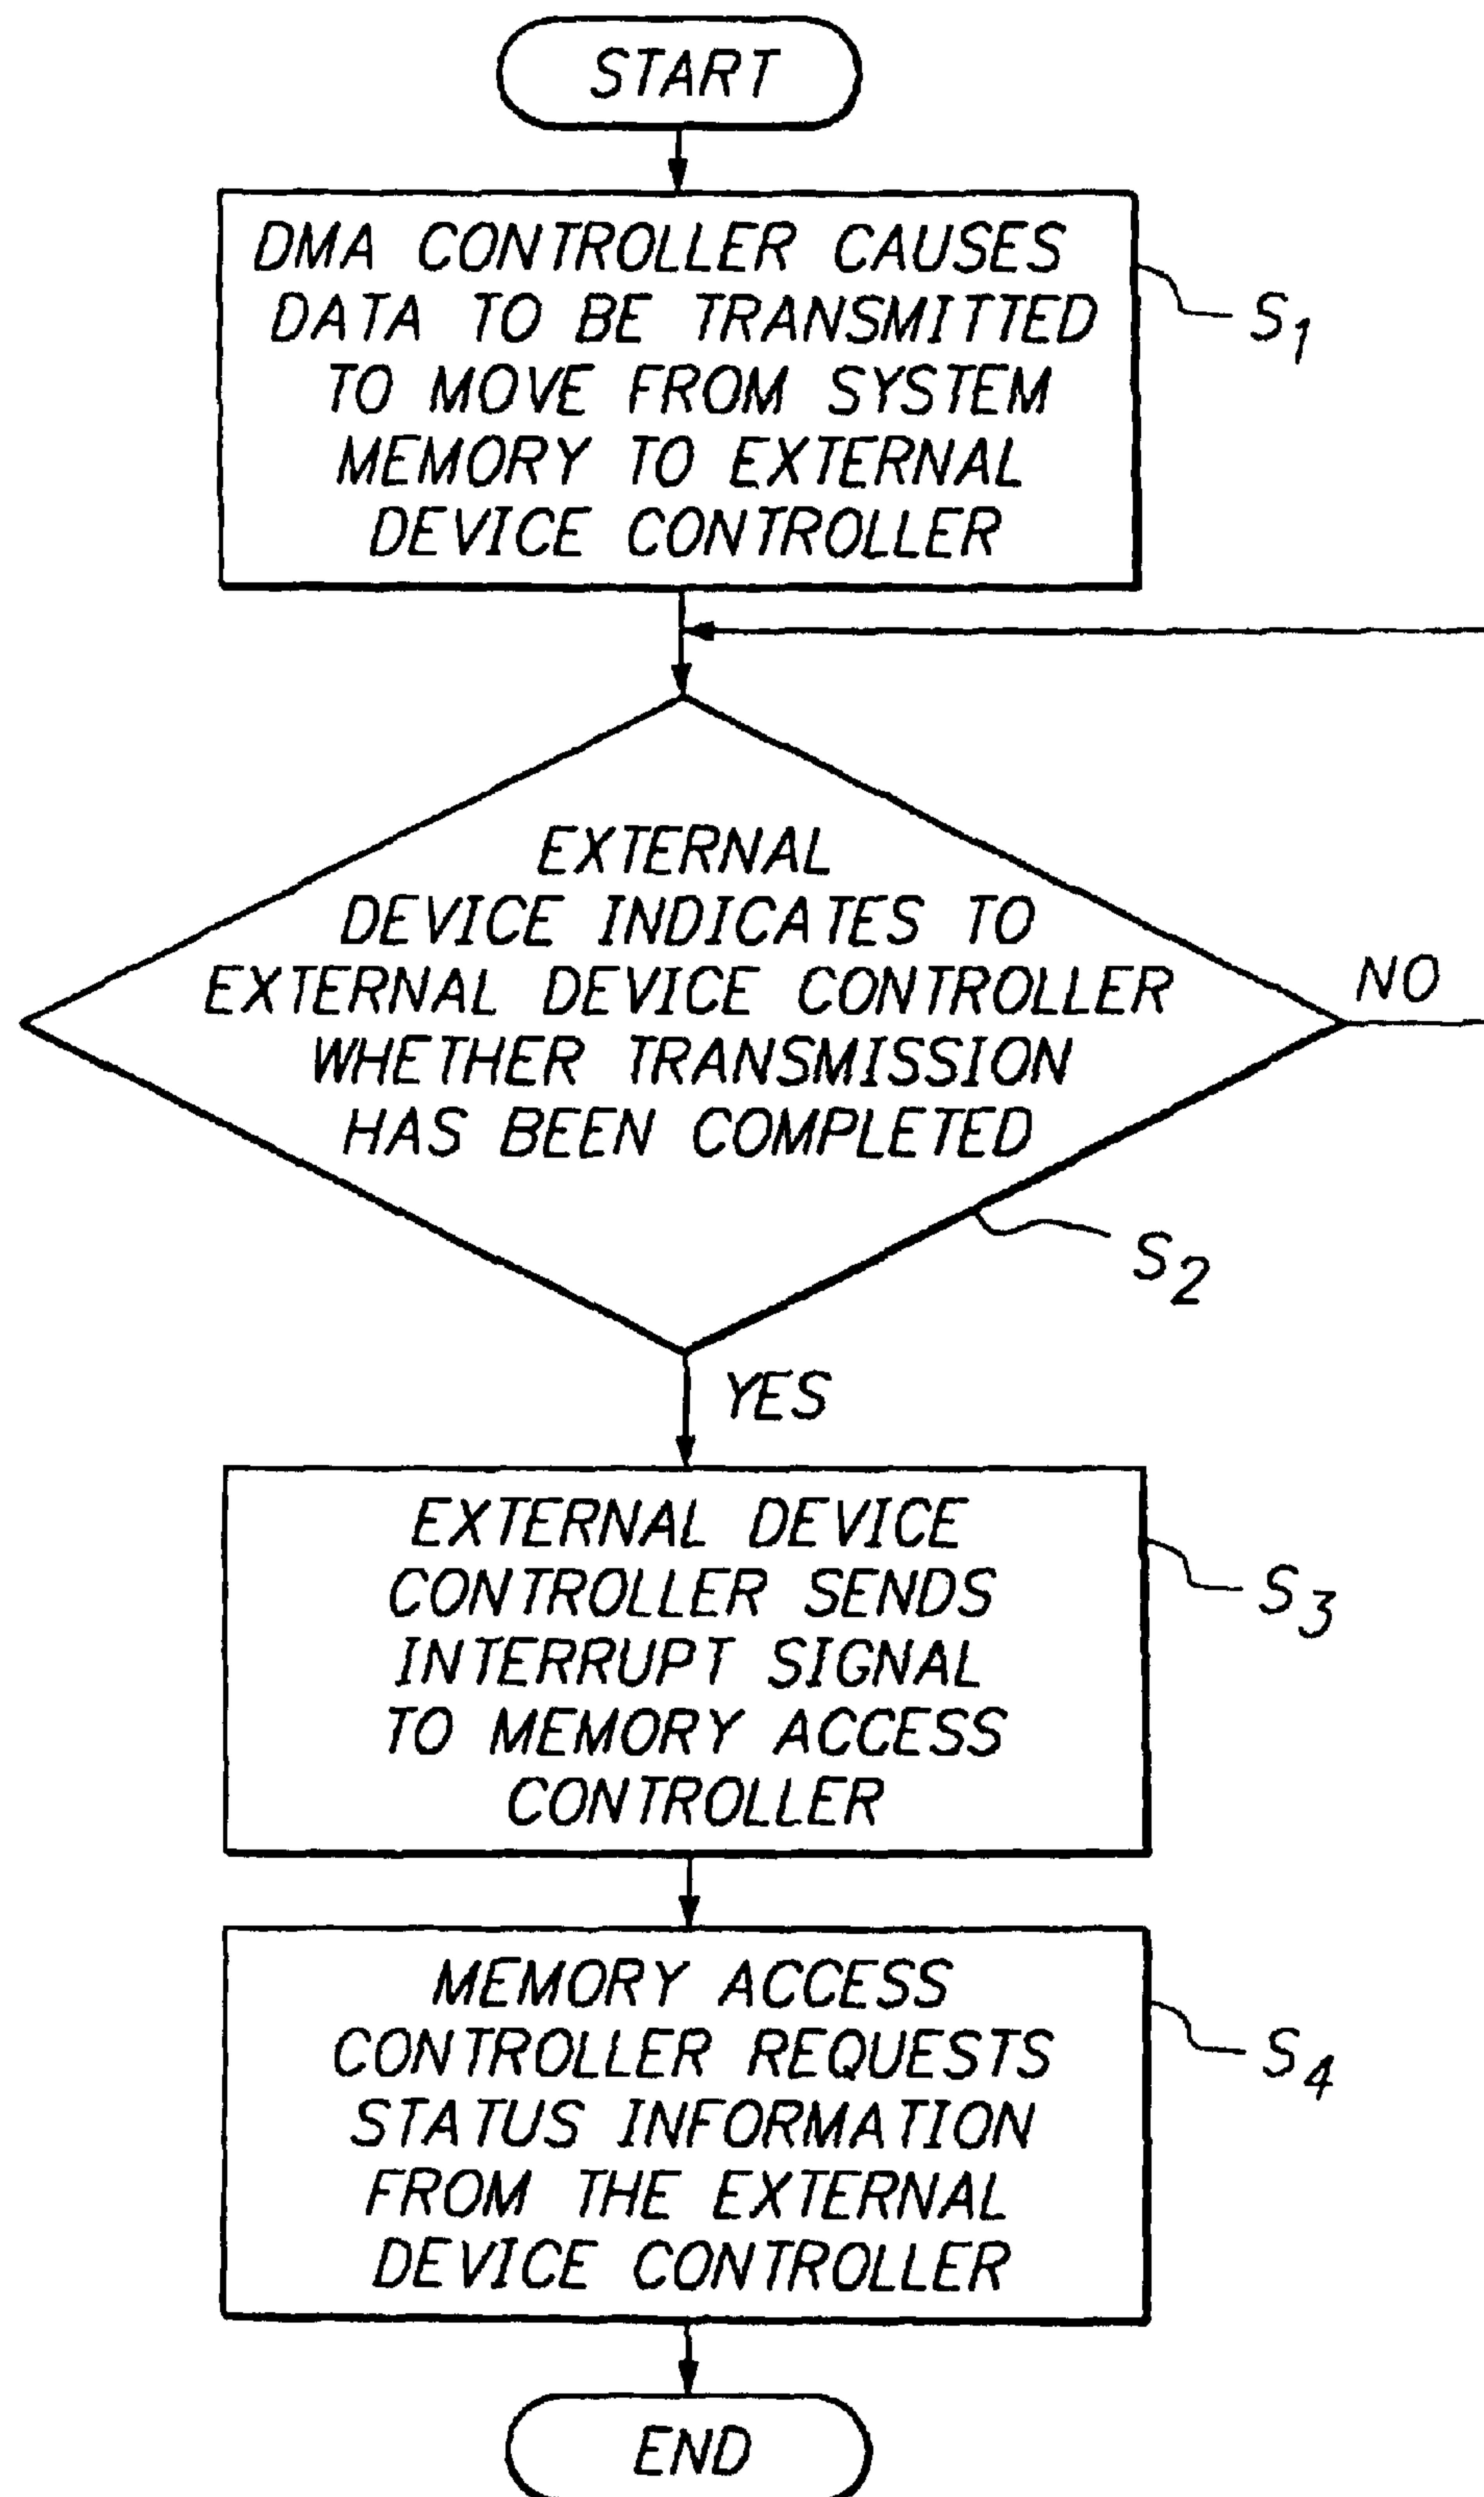 START
DMA CONTROLLER CAUSES
DATA TO BE TRANSMITTED
TO MOVE FROM SYSTEM
MEMORY TO EXTERNAL
DEVICE CONTROLLER
S1
EXTERNAL
DEVICE INDICATES TO
EXTERNAL DEVICE CONTROLLER
WHETHER TRANSMISSION
HAS BEEN COMPLETED
NO
S2
YES
EXTERNAL DEVICE
CONTROLLER SENDS
INTERRUPT SIGNAL
TO MEMORY ACCESS
CONTROLLER
S3
MEMORY ACCESS
CONTROLLER REQUESTS
STATUS INFORMATION
FROM THE EXTERNAL
DEVICE CONTROLLER
S4
END